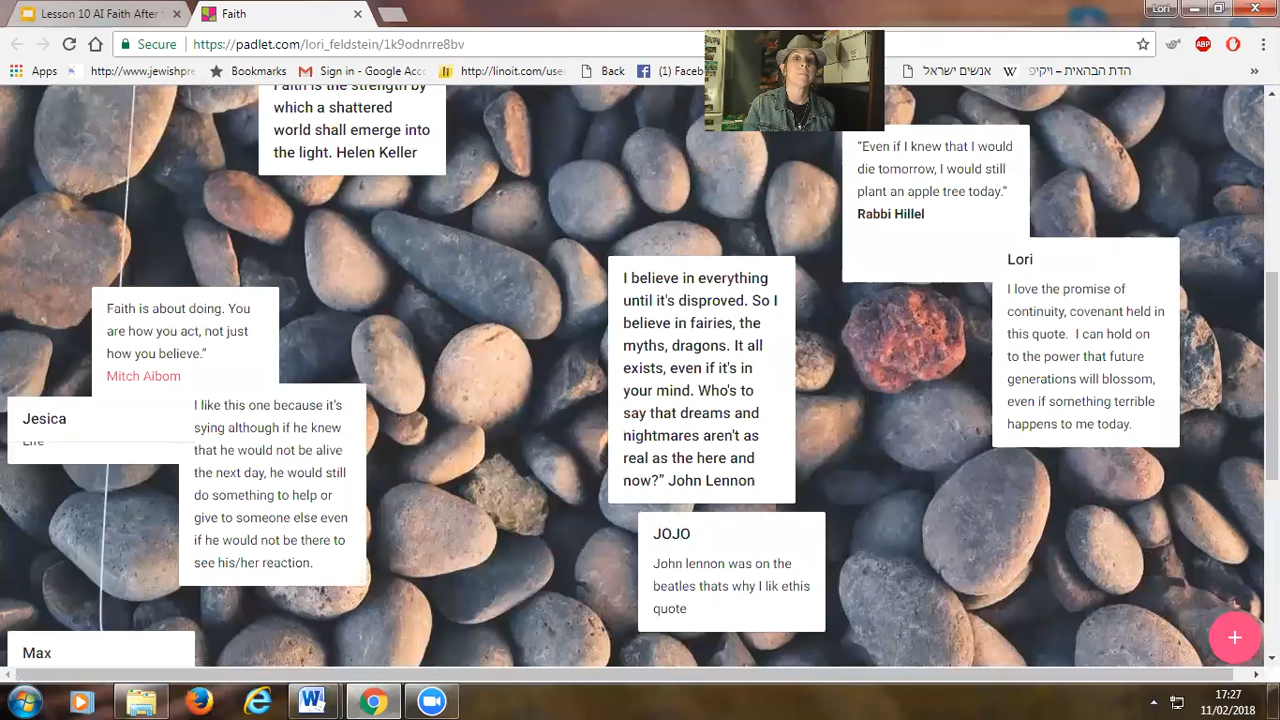 Lesson 10 AI Faith After
Faith
Lori
Secure
https://padlet.com/lori_feldstein/1k9odnrre8bv
ABP
Apps
http://www.jewishpre
Bookmarks
Sign in - Google Acco
http://linoit.com/user
Back
(1) Faceb
אנשים ישראל
הדת הבהאית – ויקיפ
»
Faith is the strength by
which a shattered
world shall emerge into
the light. Helen Keller
"Even if I knew that I would
die tomorrow, I would still
plant an apple tree today."
Rabbi Hillel
Lori
I love the promise of
continuity, covenant held in
this quote. I can hold on
to the power that future
generations will blossom,
even if something terrible
happens to me today.
I believe in everything
until it's disproved. So I
believe in fairies, the
myths, dragons. It all
exists, even if it's in
your mind. Who's to
say that dreams and
nightmares aren't as
real as the here and
now?" John Lennon
Faith is about doing. You
are how you act, not just
how you believe."
Mitch Albom
Jesica
Life
I like this one because it's
sying although if he knew
that he would not be alive
the next day, he would still
do something to help or
give to someone else even
if he would not be there to
see his/her reaction.
JOJO
John lennon was on the
beatles thats why I lik ethis
quote
Max
17:27
11/02/2018